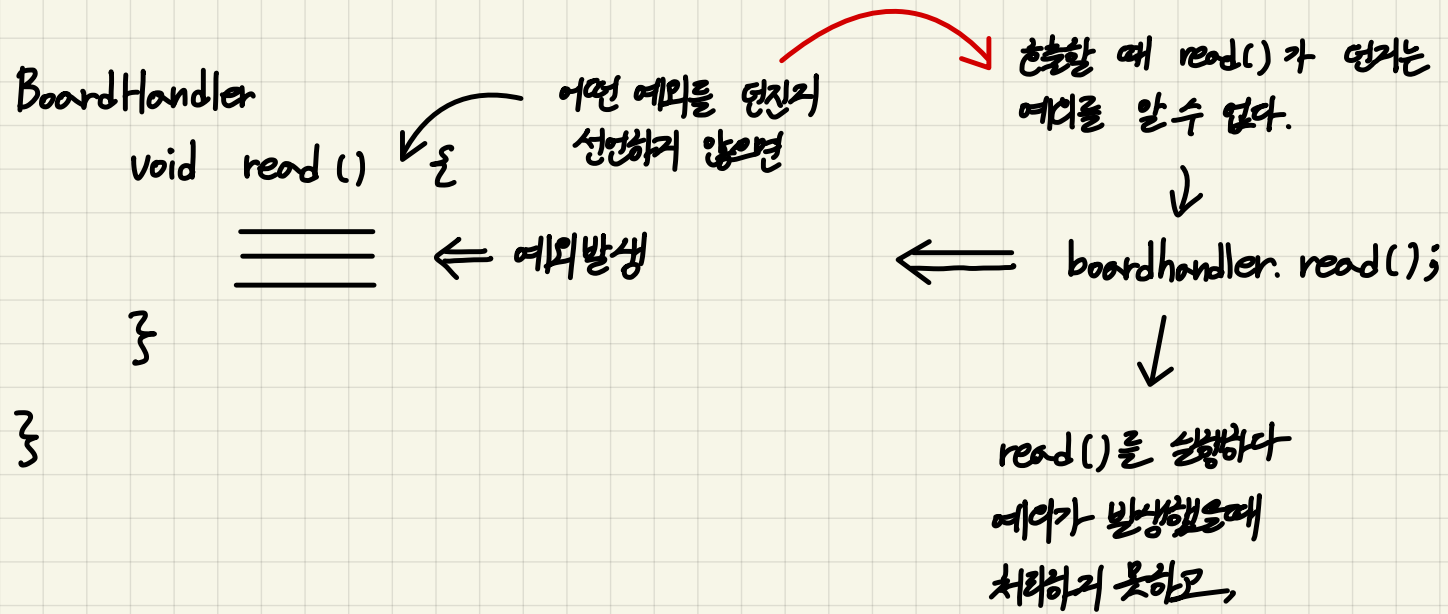 BoardHandler
void read() {
}
}
어떤 예외를 던진지
선언하지 않으면
예외발생
호출할 때 read()가 던지는
예외를 알 수 없다.
boardhandler.read();
read()를 실행하다
예외가 발생했을때
처리하지 못하고,